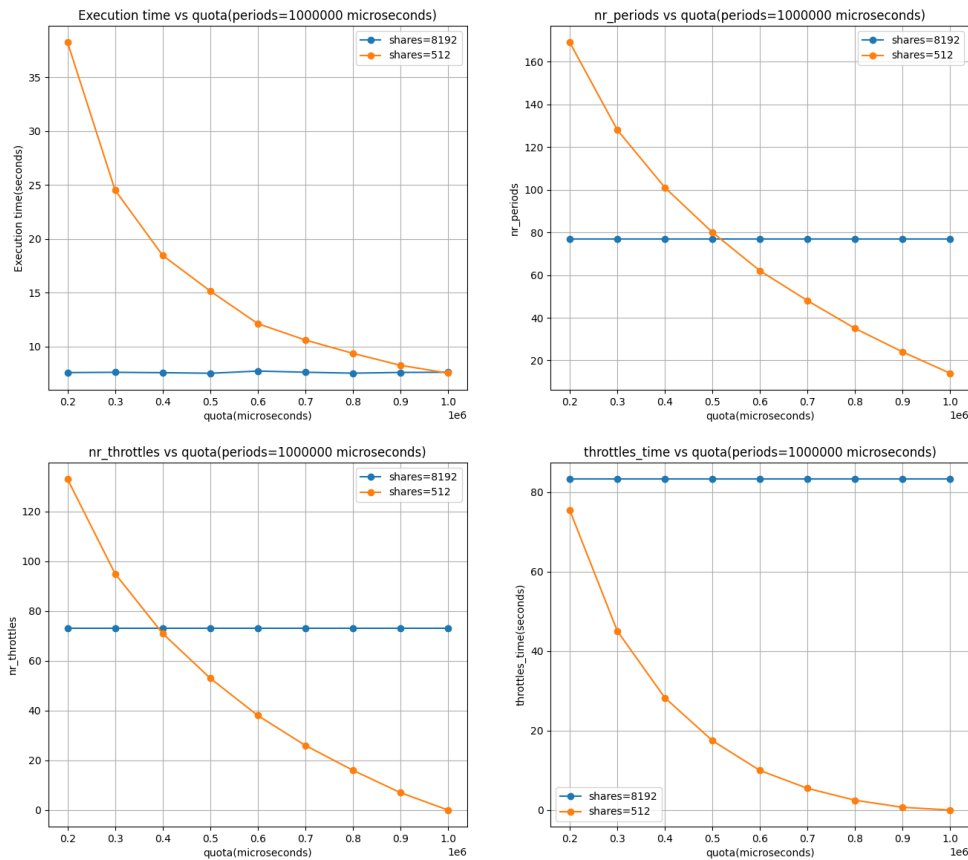 Execution time vs quota(periods=1000000 microseconds)
shares=8192
shares=512
Execution time(seconds)
35
30
25
20
15
10
0.2 0.3 0.4 0.5 0.6 0.7 0.8 0.9 1.0
quota(microseconds)
1e6
nr_periods vs quota(periods=1000000 microseconds)
shares=8192
shares=512
nr_periods
160
140
120
100
80
60
40
20
0.2 0.3 0.4 0.5 0.6 0.7 0.8 0.9 1.0
quota(microseconds)
1e6
nr_throttles vs quota(periods=1000000 microseconds)
shares=8192
shares=512
nr_throttles
120
100
80
60
40
20
0
0.2 0.3 0.4 0.5 0.6 0.7 0.8 0.9 1.0
quota(microseconds)
1e6
throttles_time vs quota(periods=1000000 microseconds)
throttles_time(seconds)
80
60
40
20
0
shares=8192
shares=512
0.2 0.3 0.4 0.5 0.6 0.7 0.8 0.9 1.0
quota(microseconds)
1e6